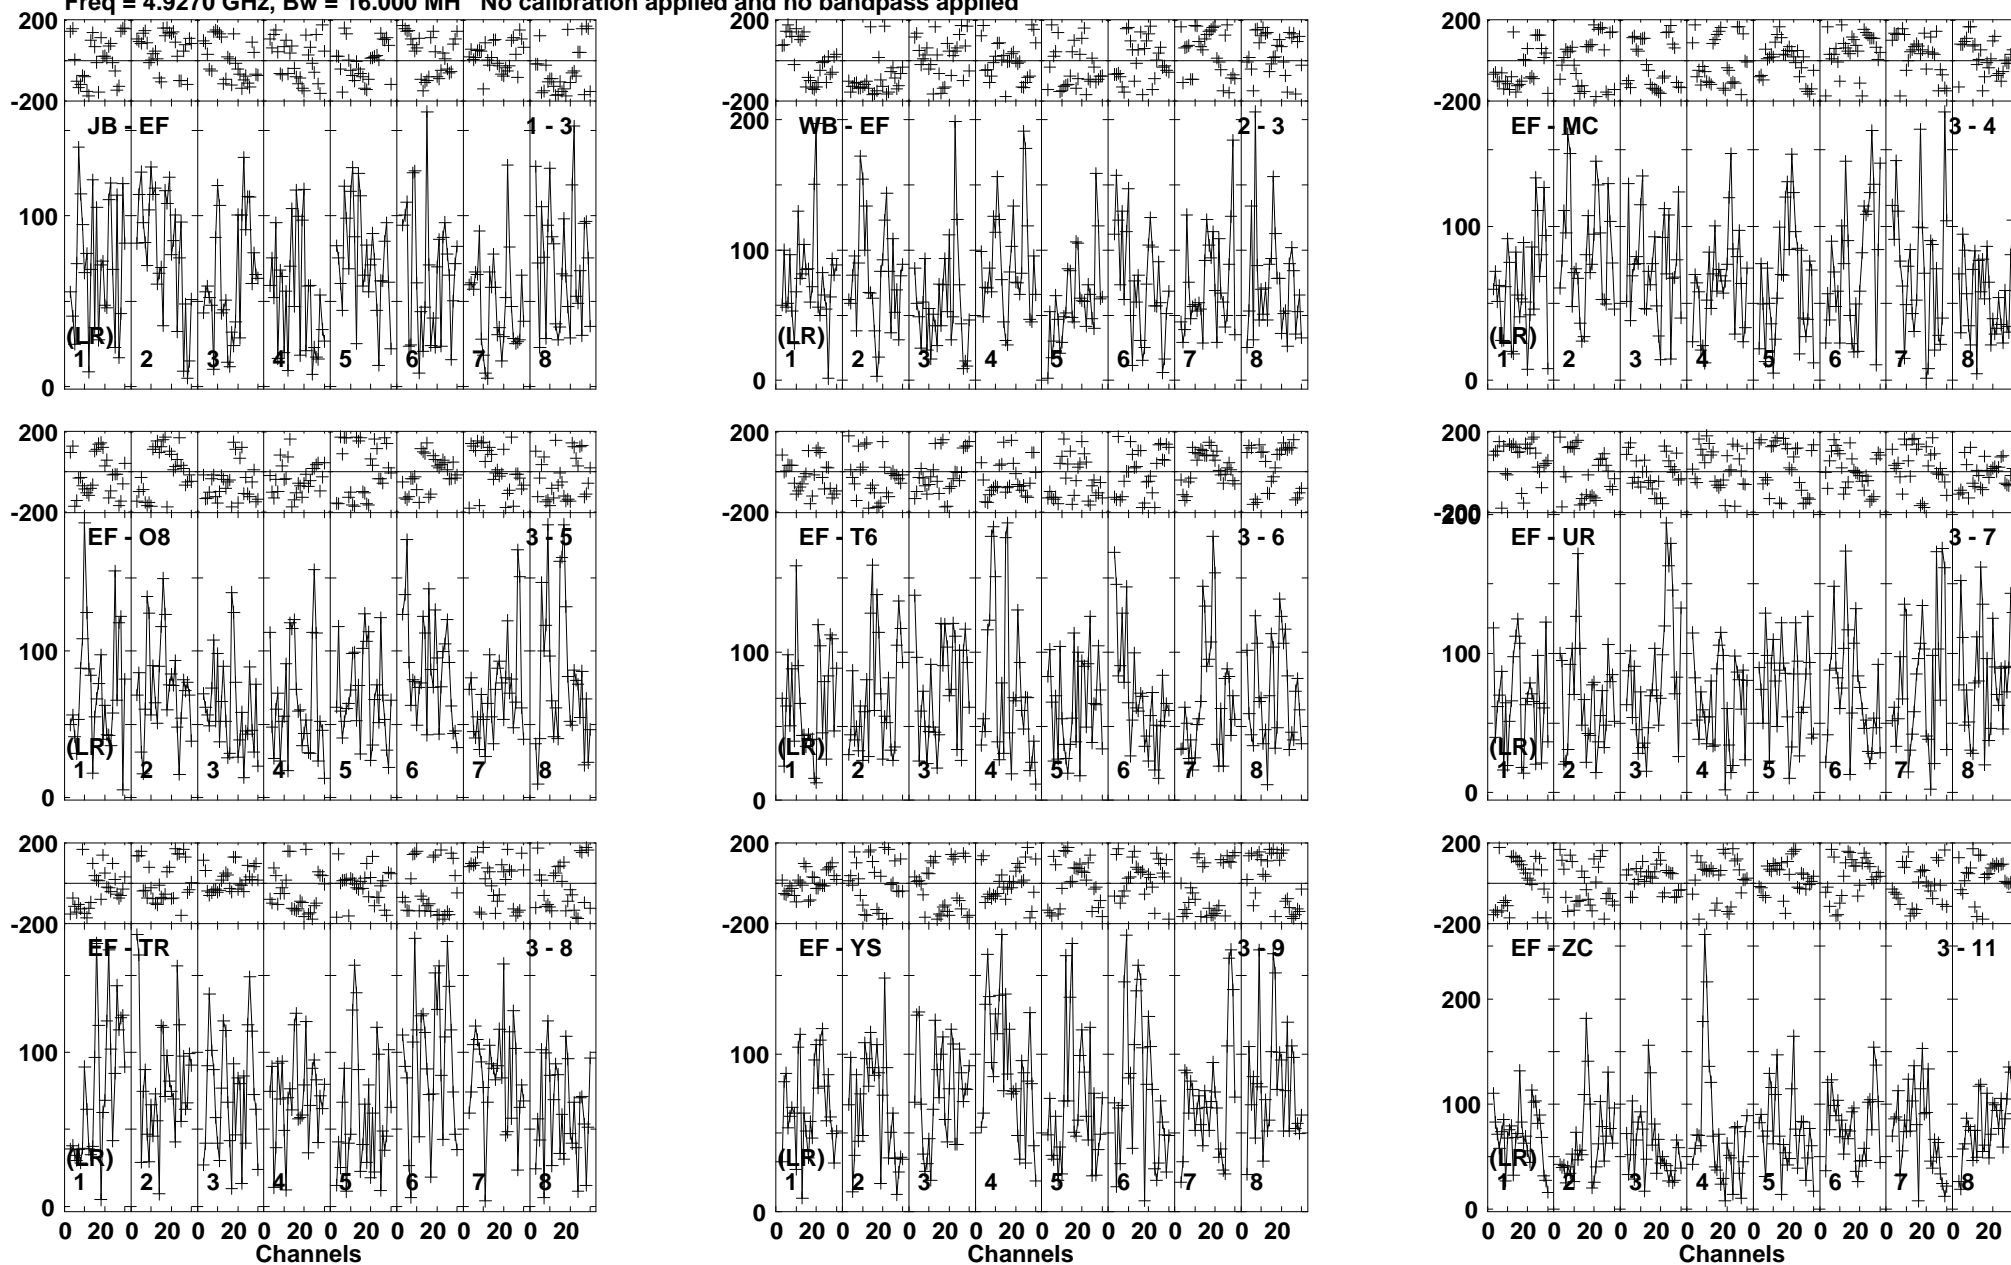 Freq = 4.9270 GHz, Bw = 16.000 MH No calibration applied and no bandpass applied
200 200 200
-200 -200 -200
JB - EF 1 - 3 WB - EF 2 - 3 EF - MC 3 - 4
200
100 100 100
(LR) (LR) (LR)
1 2 3 4 5 6 7 8 1 2 3 4 5 6 7 8 1 2 3 4 5 6 7 8
0 0 0
200 200 200
-200 -200 -200
200
EF - O8 3 - 5 EF - T6 3 - 6 EF - UR 3 - 7
100 100 100
(LR) (LR) (LR)
1 2 3 4 5 6 7 8 1 2 3 4 5 6 7 8 1 2 3 4 5 6 7 8
0 0 0
200 200 200
-200 -200 -200
EF - TR 3 - 8 EF - YS 3 - 9 EF - ZC 3 - 11
200
100 100 100
(LR) (LR) (LR)
1 2 3 4 5 6 7 8 1 2 3 4 5 6 7 8 1 2 3 4 5 6 7 8
0 0 0
0 20 0 20 0 20 0 20 0 20 0 20 0 20 0 20 0 20 0 20 0 20 0 20 0 20 0 20 0 20 0 20 0 20 0 20 0 20 0 20 0 20 0 20 0 20 0 20
Channels Channels Channels